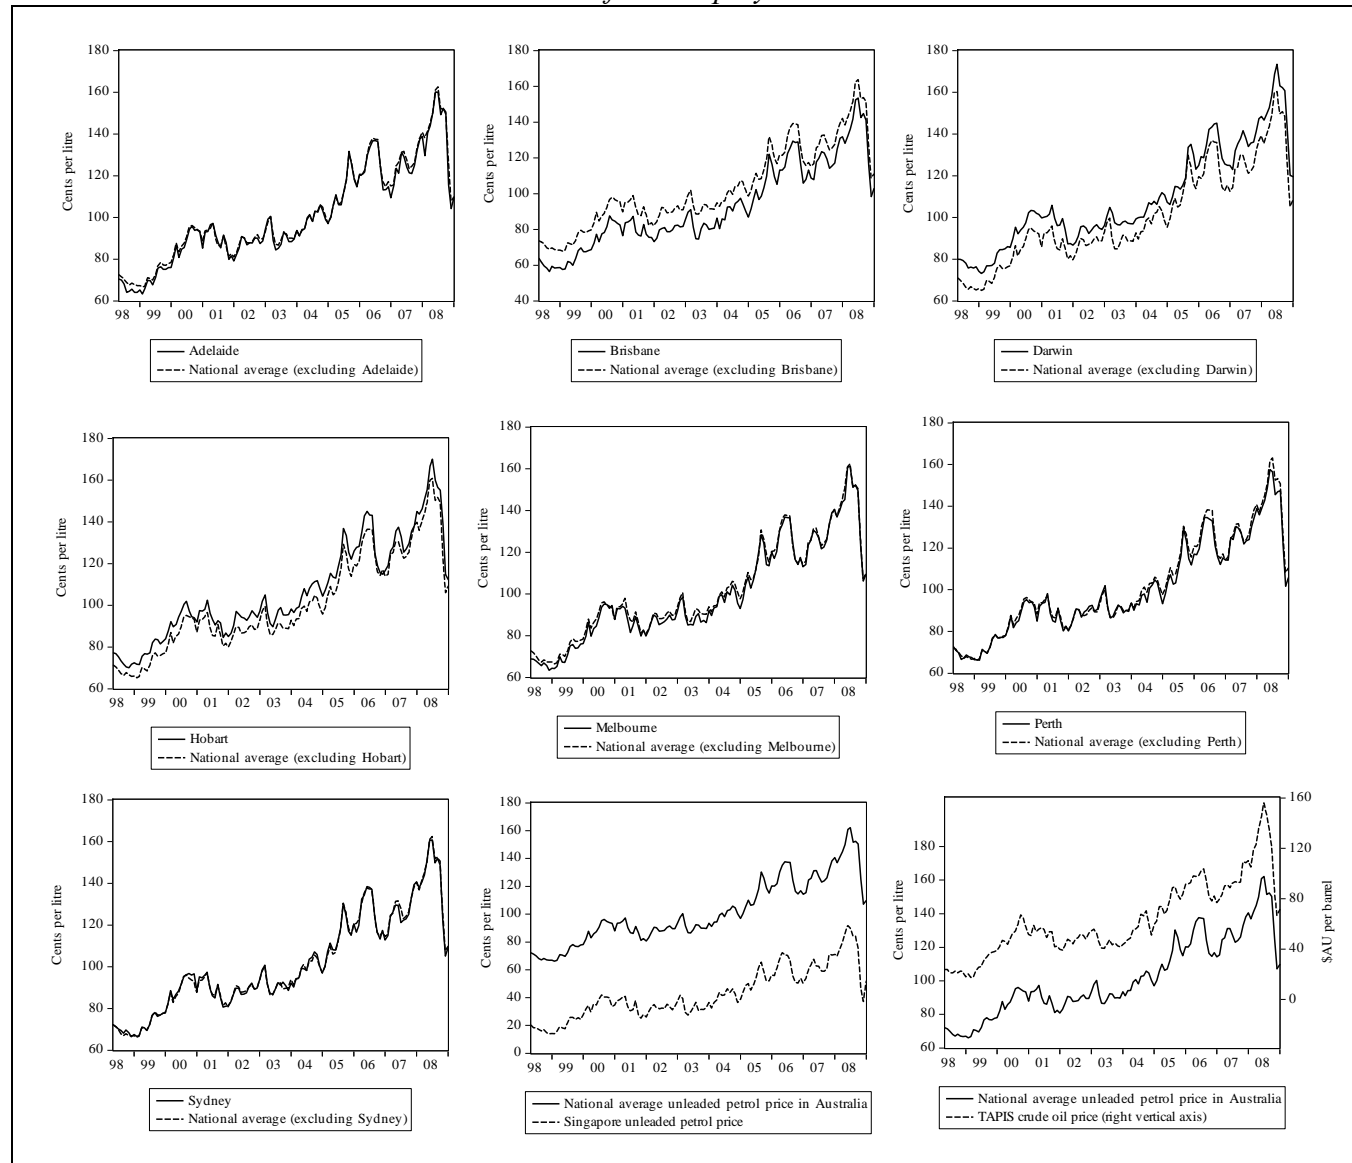 180
160
140
120
100
80
60
Cents per litre
98 99 00 01 02 03 04 05 06 07 08
Adelaide
National average (excluding Adelaide)
180
160
140
120
100
80
60
40
Cents per litre
98 99 00 01 02 03 04 05 06 07 08
Brisbane
National average (excluding Brisbane)
180
160
140
120
100
80
60
Cents per litre
98 99 00 01 02 03 04 05 06 07 08
Darwin
National average (excluding Darwin)
180
160
140
120
100
80
60
Cents per litre
98 99 00 01 02 03 04 05 06 07 08
Hobart
National average (excluding Hobart)
180
160
140
120
100
80
60
Cents per litre
98 99 00 01 02 03 04 05 06 07 08
Melbourne
National average (excluding Melbourne)
180
160
140
120
100
80
60
Cents per litre
98 99 00 01 02 03 04 05 06 07 08
Perth
National average (excluding Perth)
180
160
140
120
100
80
60
Cents per litre
98 99 00 01 02 03 04 05 06 07 08
Sydney
National average (excluding Sydney)
180
160
140
120
100
80
60
40
20
0
Cents per litre
98 99 00 01 02 03 04 05 06 07 08
National average unleaded petrol price in Australia
Singapore unleaded petrol price
180
160
140
120
100
80
60
Cents per litre
160
120
80
40
0
$AU per barrel
98 99 00 01 02 03 04 05 06 07 08
National average unleaded petrol price in Australia
TAPIS crude oil price (right vertical axis)